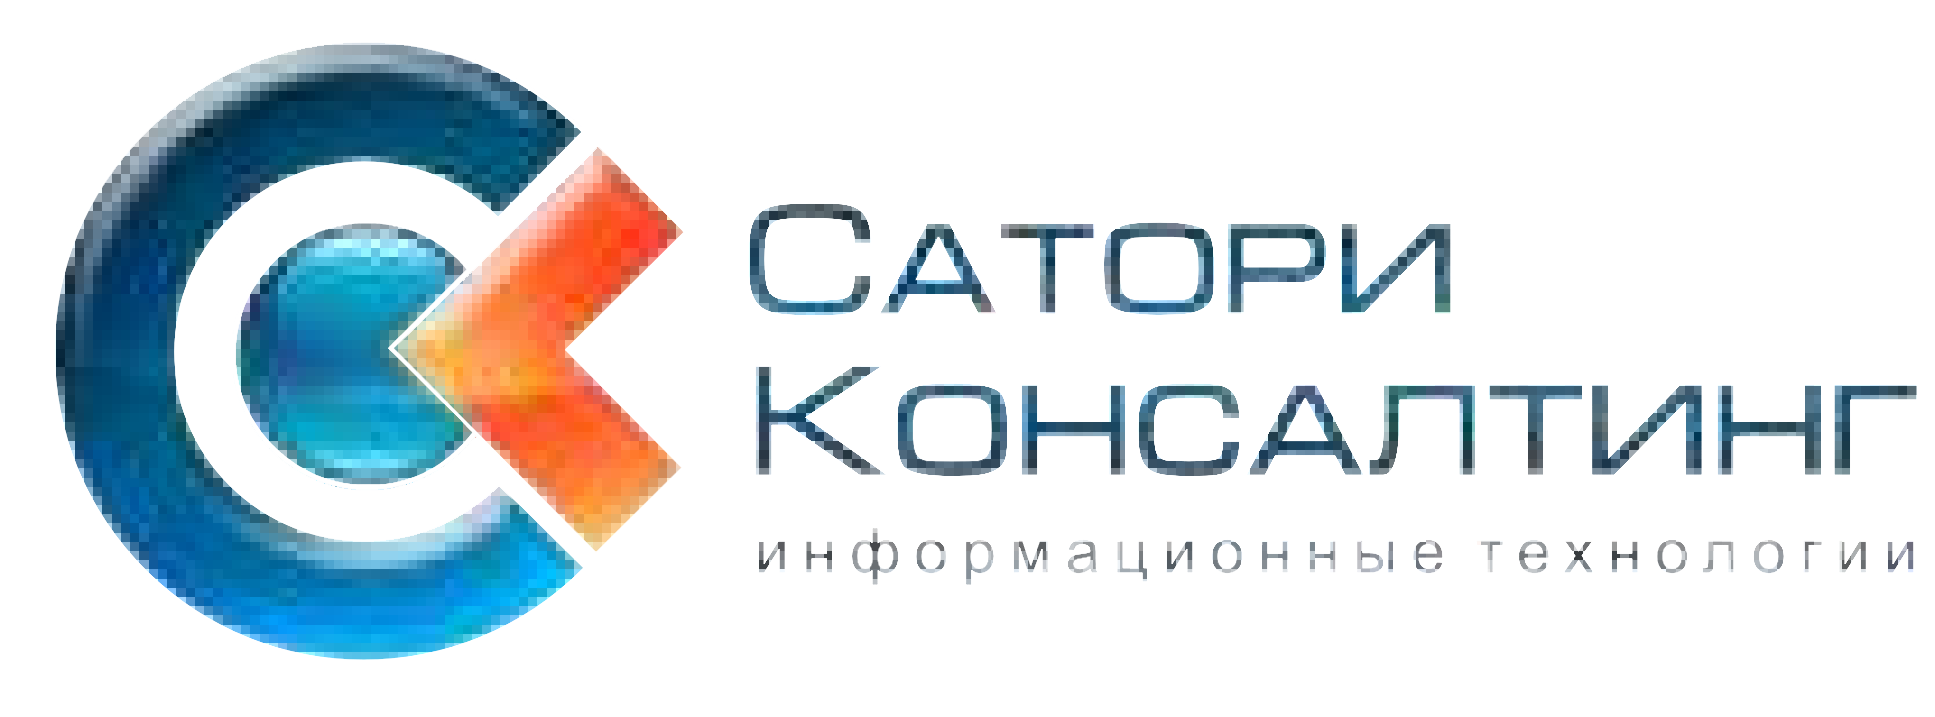 Сатори
Консалтинг
информационные технологии